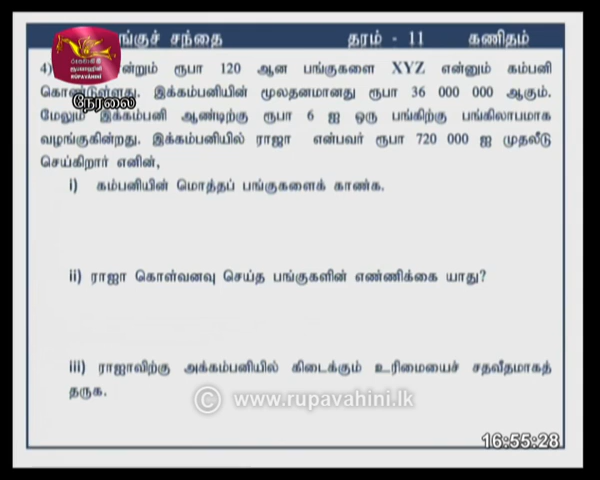 பங்குச் சந்தை தரம் - 11 கணிதம்
4) ரூபா 120 ஆன பங்குகளை XYZ என்னும் கம்பனி
கொண்டுள்ளது. இக்கம்பனியின் மூலதனமானது ரூபா 36 000 000 ஆகும்.
நேரலை
மேலும் இக்கம்பனி ஆண்டிற்கு ரூபா 6 ஐ ஒரு பங்கிற்கு பங்கிலாபமாக
வழங்குகின்றது. இக்கம்பனியில் ராஜா என்பவர் ரூபா 720 000 ஐ முதலீடு
செய்கிறார் எனின்,
i) கம்பனியின் மொத்தப் பங்குகளைக் காண்க.
ii) ராஜா கொள்வனவு செய்த பங்குகளின் எண்ணிக்கை யாது?
iii) ராஜாவிற்கு அக்கம்பனியில் கிடைக்கும் உரிமையைச் சதவீதமாகத்
தருக.
© www.rupavahini.lk
16:55:28